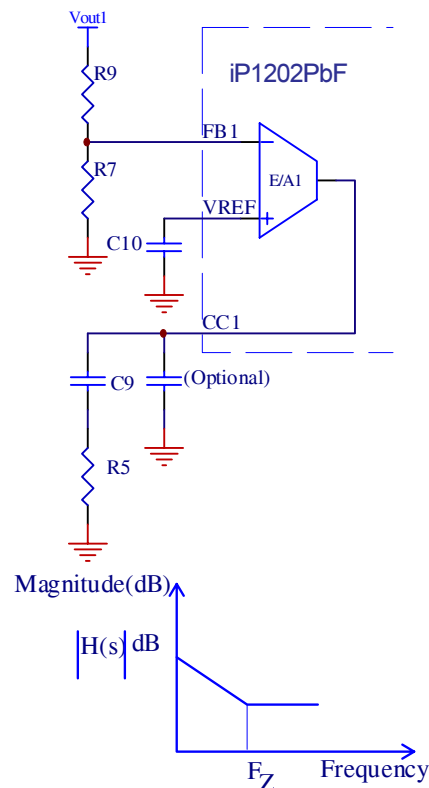 Vout1
R9
iP1202PbF
FB1
R7
E/A1
VREF
C10
CC1
C9
(Optional)
R5
Magnitude(dB)
|H(s)| dB
FZ
Frequency